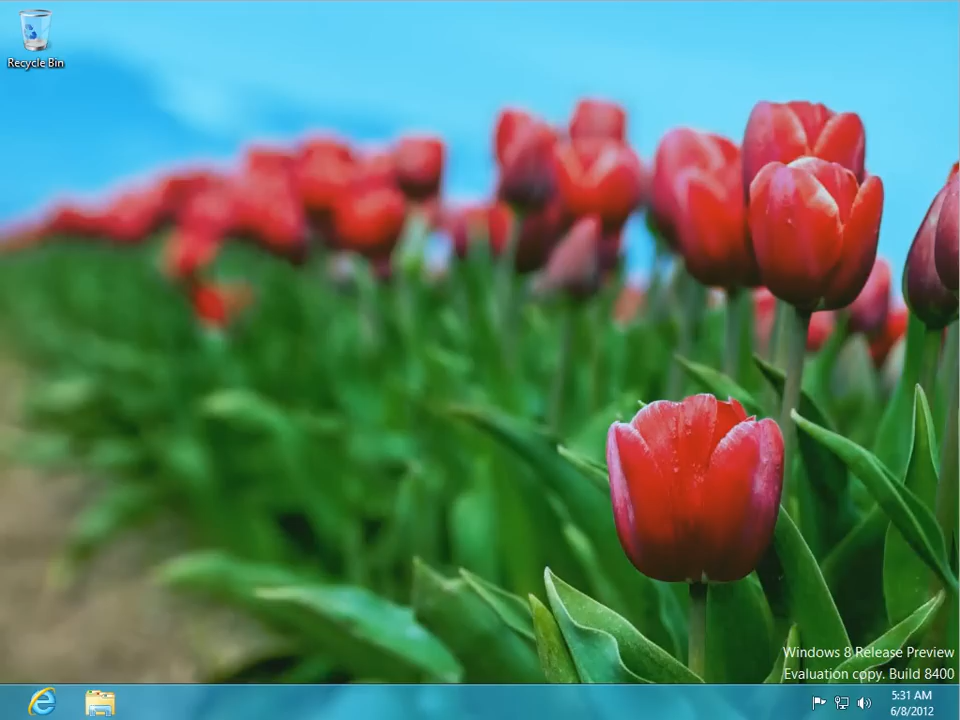 Recycle Bin
Windows 8 Release Preview
Evaluation copy. Build 8400
5:31 AM
6/8/2012